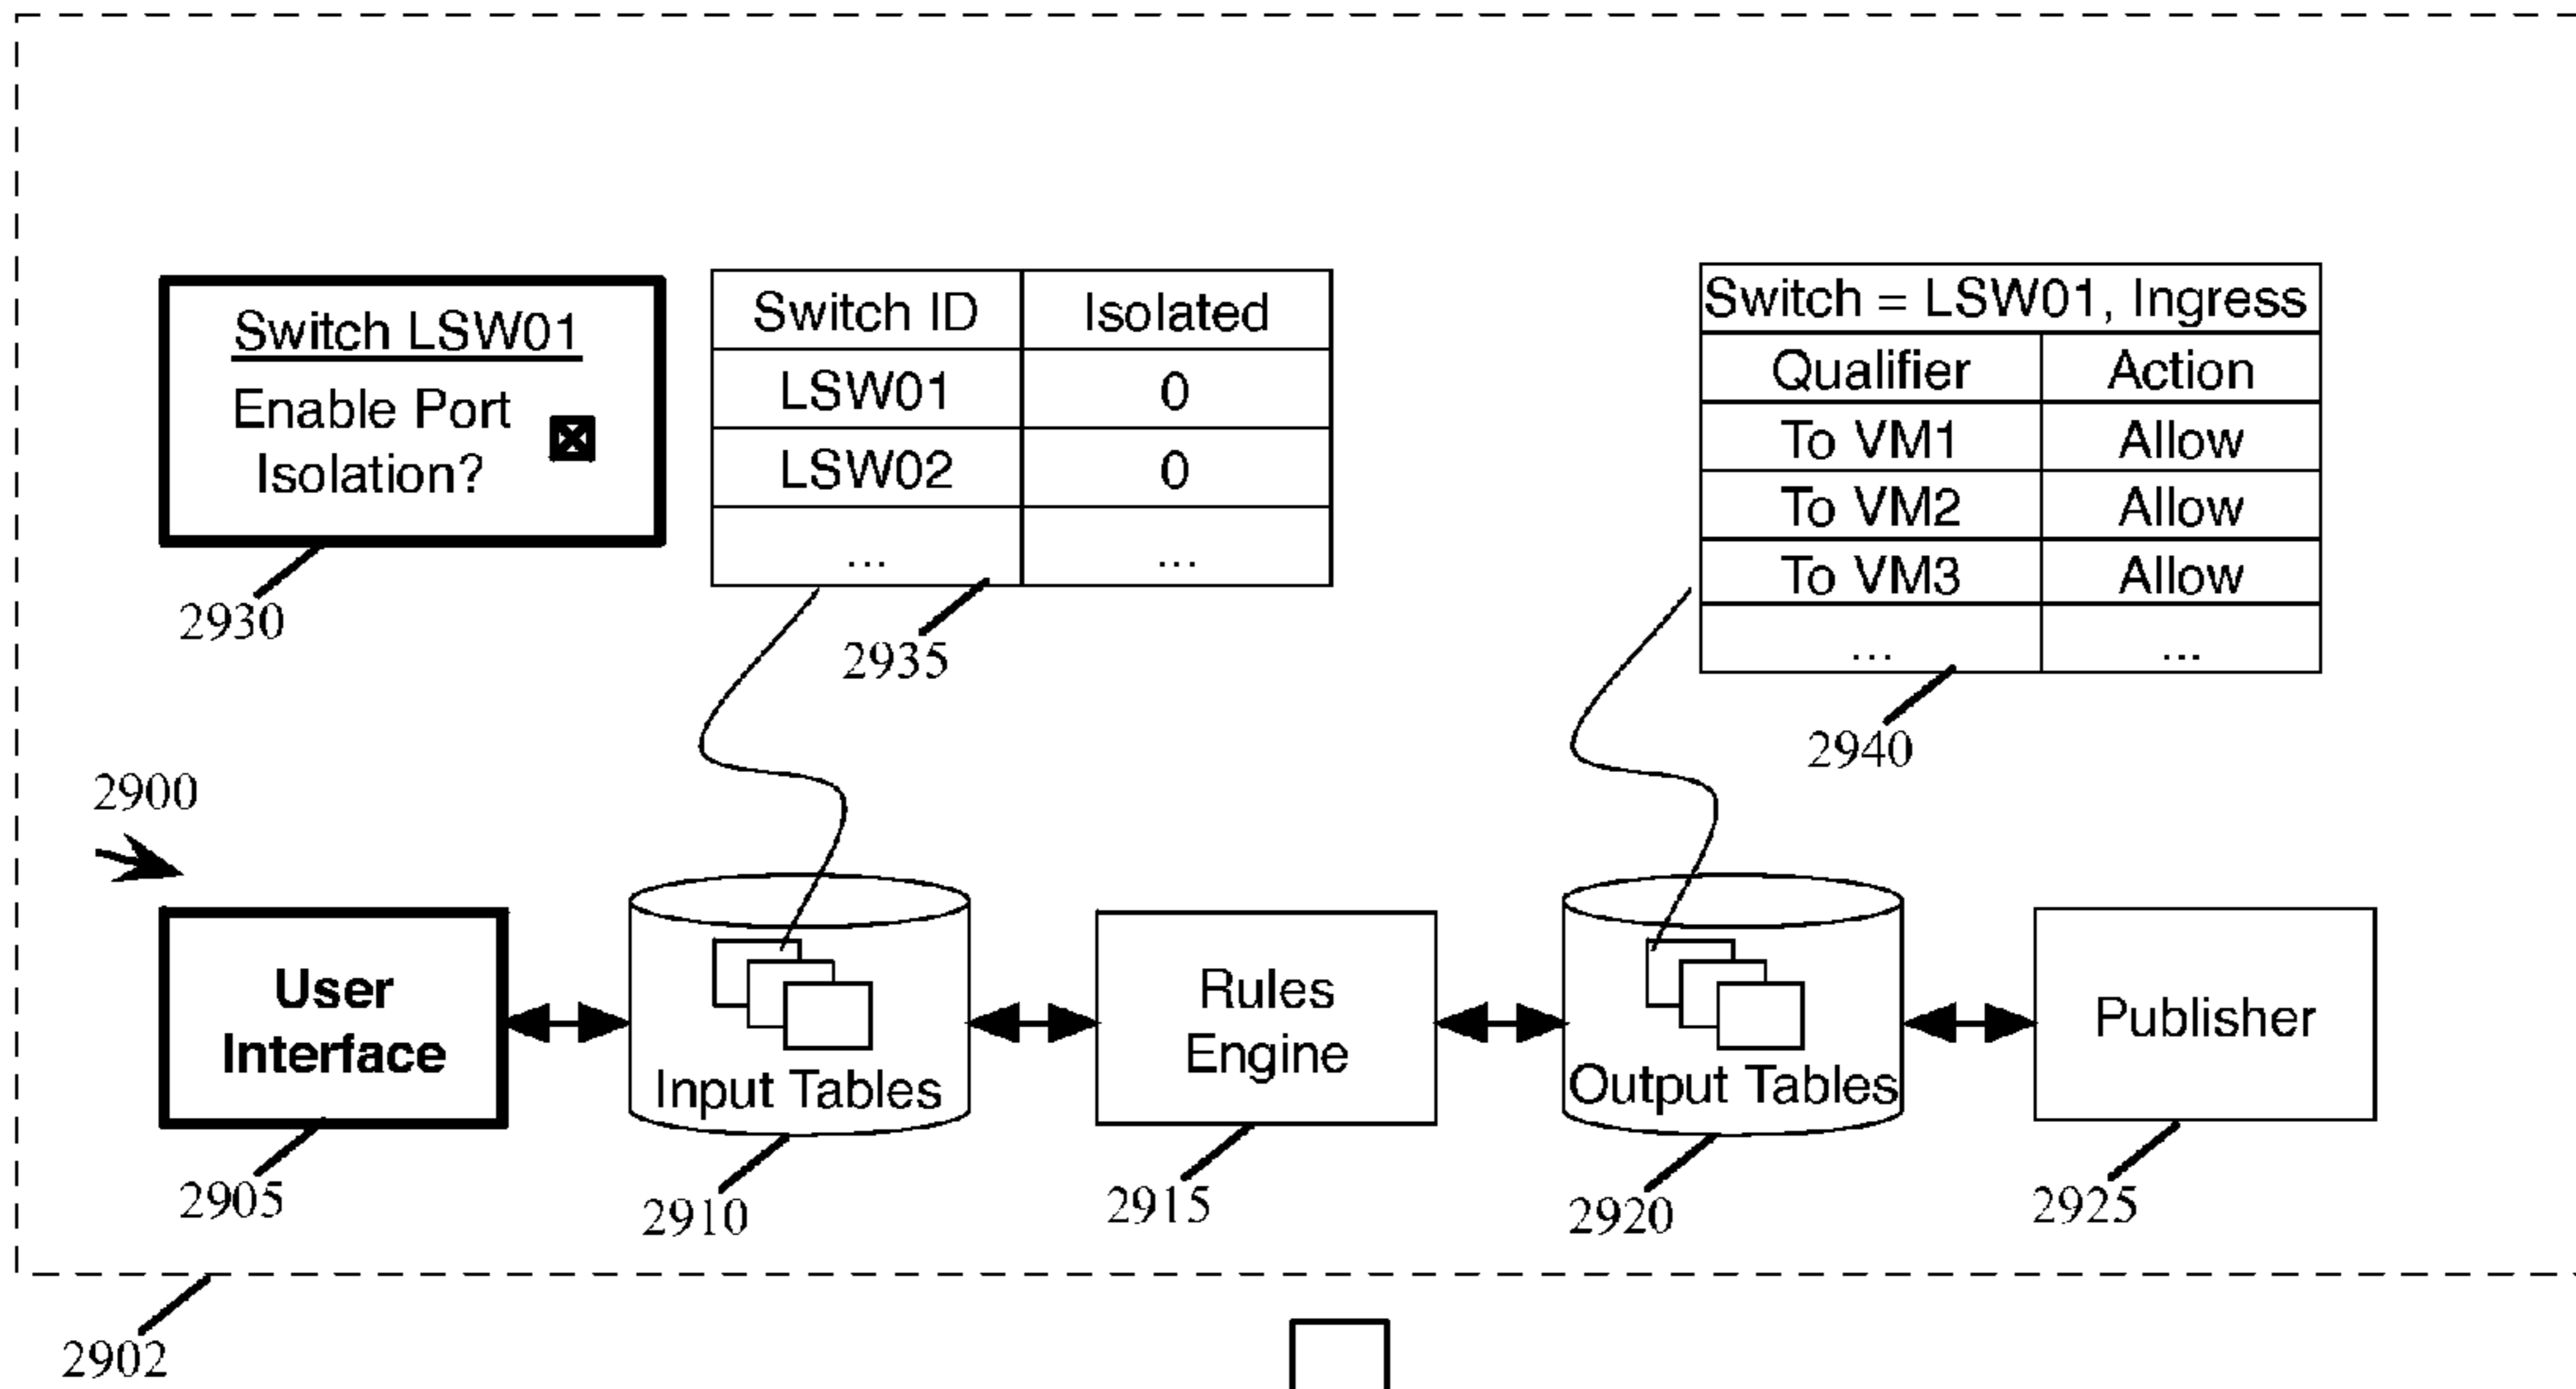 Switch LSW01
Enable Port
Isolation?
2930
Switch ID Isolated
LSW01 0
LSW02 0
... ...
2935
Switch = LSW01, Ingress
Qualifier Action
To VM1 Allow
To VM2 Allow
To VM3 Allow
... ...
2940
2900
User
Interface
2905
Input Tables
2910
Rules
Engine
2915
Output Tables
2920
Publisher
2925
2902